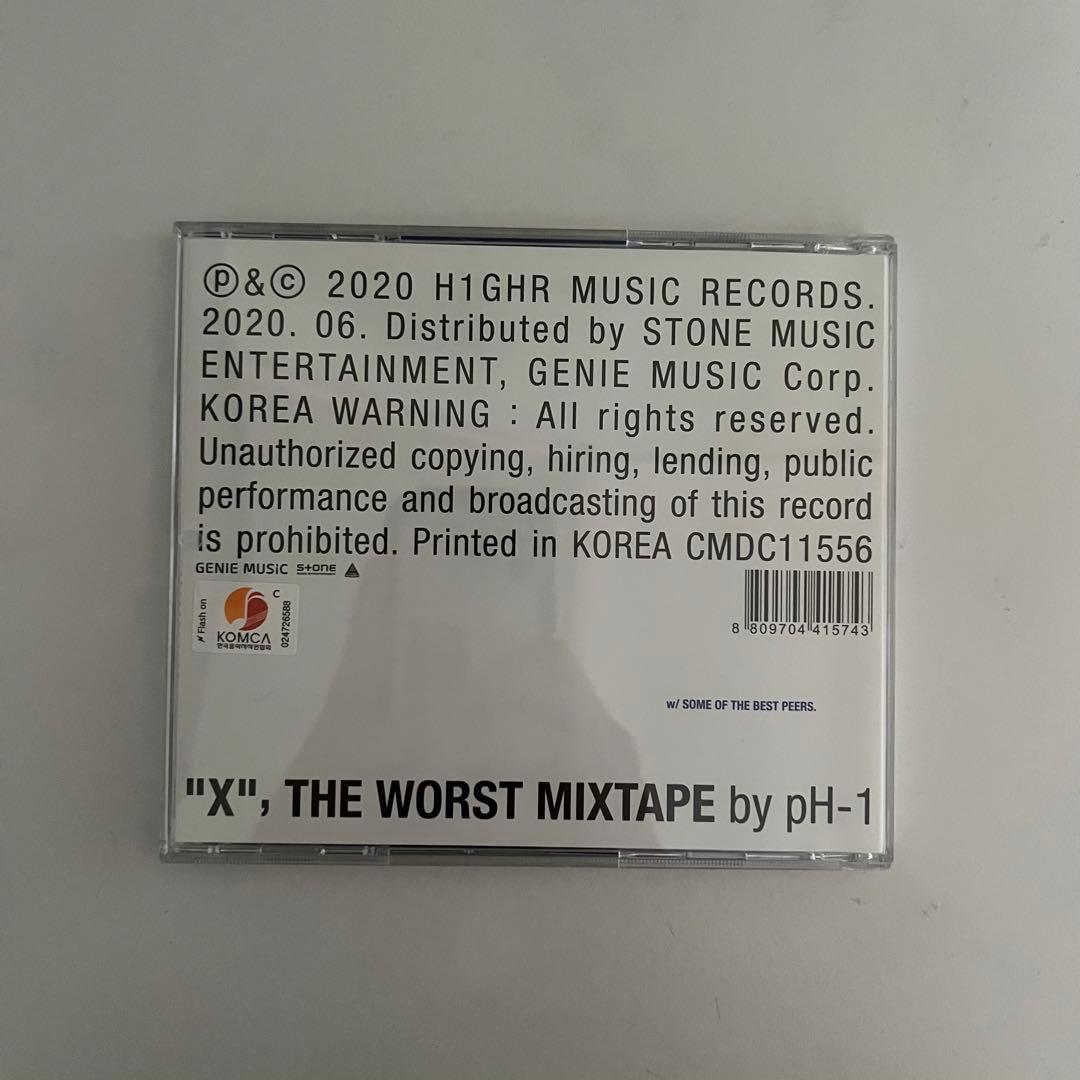 Ⓟ&ⓒ 2020 H1GHR MUSIC RECORDS.
2020. 06. Distributed by STONE MUSIC
ENTERTAINMENT, GENIE MUSIC Corp.
KOREA WARNING : All rights reserved.
Unauthorized copying, hiring, lending, public
performance and broadcasting of this record
is prohibited. Printed in KOREA CMDC11556
GENIE MUSiC STONE
Flash on
KOMCA
한국음악저작권협회
C
024726588
8 809704 415743
w/ SOME OF THE BEST PEERS.
"X", THE WORST MIXTAPE by pH-1